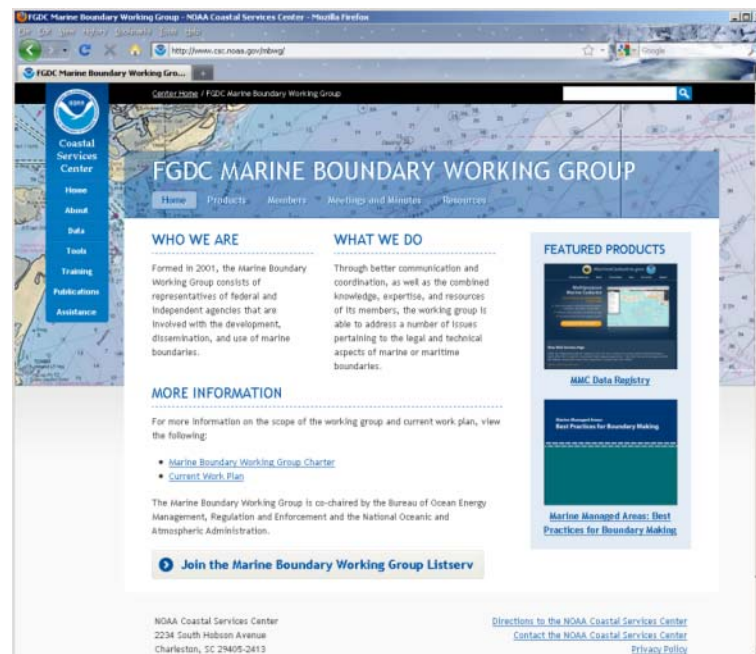 FGDC Marine Boundary Working Group - NOAA Coastal Services Center - Mozilla Firefox
http://www.csc.noaa.gov/mbwg/
Google
FGDC Marine Boundary Working Gro...
Center Home / FGDC Marine Boundary Working Group
Coastal
Services
Center
Home
About
Data
Tools
Training
Publications
Assistance
FGDC MARINE BOUNDARY WORKING GROUP
Home Products Members Meetings and Minutes Resources
WHO WE ARE
Formed in 2001, the Marine Boundary
Working Group consists of
representatives of federal and
independent agencies that are
involved with the development,
dissemination, and use of marine
boundaries.
WHAT WE DO
Through better communication and
coordination, as well as the combined
knowledge, expertise, and resources
of its members, the working group is
able to address a number of issues
pertaining to the legal and technical
aspects of marine or maritime
boundaries.
MORE INFORMATION
For more information on the scope of the working group and current work plan, view
the following:
• Marine Boundary Working Group Charter
• Current Work Plan
The Marine Boundary Working Group is co-chaired by the Bureau of Ocean Energy
Management, Regulation and Enforcement and the National Oceanic and
Atmospheric Administration.
Join the Marine Boundary Working Group Listserv
FEATURED PRODUCTS
MMC Data Registry
Marine Managed Areas:
Best Practices for Boundary Making
Marine Managed Areas: Best
Practices for Boundary Making
NOAA Coastal Services Center
2234 South Hobson Avenue
Charleston, SC 29405-2413
Directions to the NOAA Coastal Services Center
Contact the NOAA Coastal Services Center
Privacy Policy